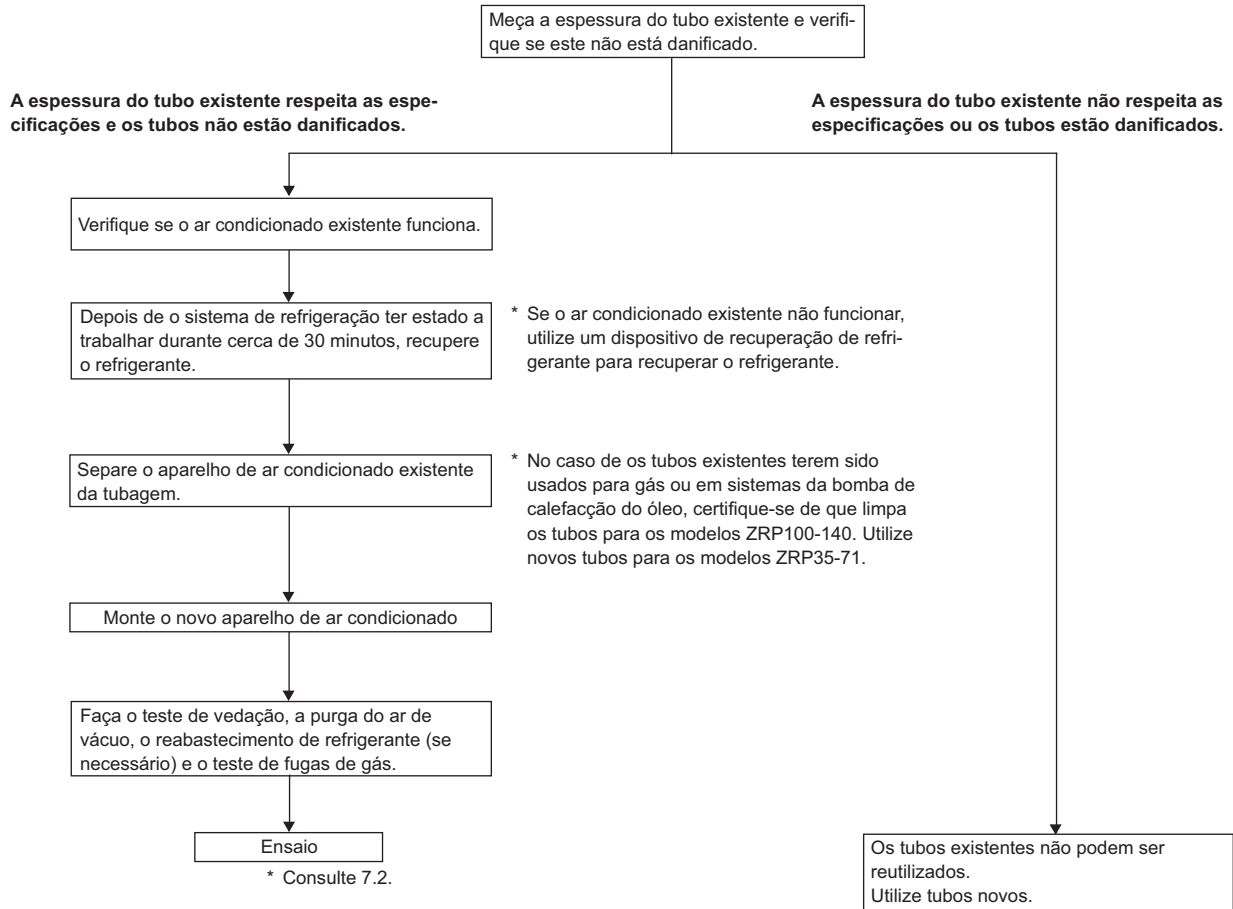 Meça a espessura do tubo existente e verifi-
que se este não está danificado.
A espessura do tubo existente respeita as espe-
cificações e os tubos não estão danificados.
A espessura do tubo existente não respeita as
especificações ou os tubos estão danificados.
Verifique se o ar condicionado existente funciona.
Depois de o sistema de refrigeração ter estado a
trabalhar durante cerca de 30 minutos, recupere
o refrigerante.
* Se o ar condicionado existente não funcionar,
utilize um dispositivo de recuperação de refri-
gerante para recuperar o refrigerante.
Separe o aparelho de ar condicionado existente
da tubagem.
* No caso de os tubos existentes terem sido
usados para gás ou em sistemas da bomba de
calefacção do óleo, certifique-se de que limpa
os tubos para os modelos ZRP100-140. Utilize
novos tubos para os modelos ZRP35-71.
Monte o novo aparelho de ar condicionado
Faça o teste de vedação, a purga do ar de
vácuo, o reabastecimento de refrigerante (se
necessário) e o teste de fugas de gás.
Ensaio
* Consulte 7.2.
Os tubos existentes não podem ser
reutilizados.
Utilize tubos novos.